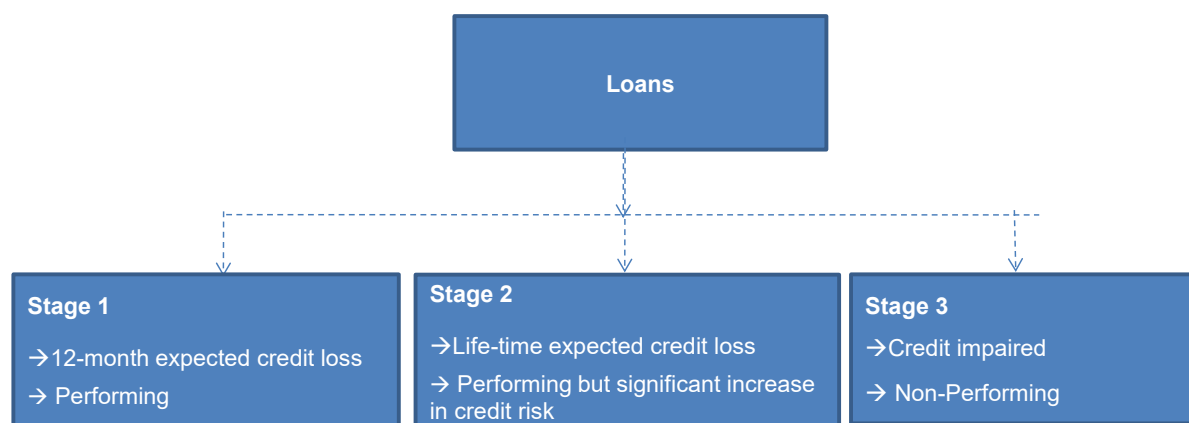 Loans
Stage 1
→12-month expected credit loss
→ Performing
Stage 2
→Life-time expected credit loss
→ Performing but significant increase
in credit risk
Stage 3
→Credit impaired
→ Non-Performing